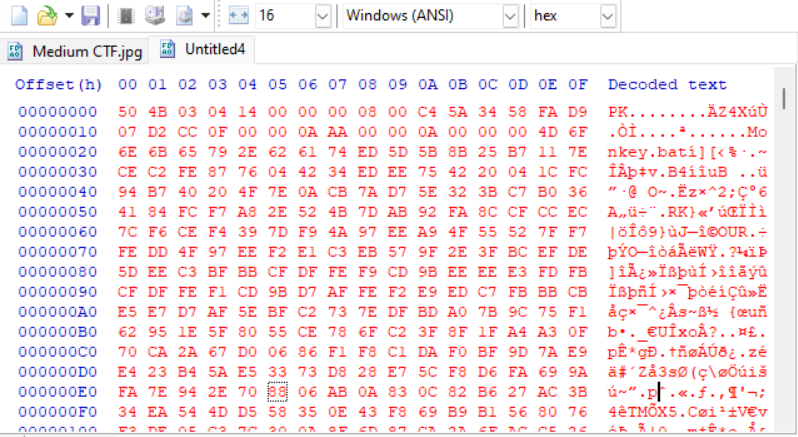 16 Windows (ANSI) hex
Medium CTF.jpg Untitled4
Offset(h) 00 01 02 03 04 05 06 07 08 09 0A 0B 0C 0D 0E 0F Decoded text
00000000 50 4B 03 04 14 00 00 00 08 00 C4 5A 34 58 FA D9 PK........ÄZ4XúÙ
00000010 07 D2 CC 0F 00 00 0A AA 00 00 0A 00 00 00 4D 6F .ÒÌ....ª......Mo
00000020 6E 6B 65 79 2E 62 61 74 ED 5D 5B 8B 25 B7 11 7E nkey.batí][‹%·.~
00000030 CE C2 FE 87 76 04 42 34 ED EE 75 42 20 04 1C FC ÎÂþ‡v.B4íîuB ..ü
00000040 94 B7 40 20 4F 7E 0A CB 7A D7 5E 32 3B C7 B0 36 ”·@ O~.Ëz×^2;Ç°6
00000050 41 84 FC F7 A8 2E 52 4B 7D AB 92 FA 8C CF CC EC A„ü÷¨.RK}«’úŒÏÌì
00000060 7C F6 CE F4 39 7D F9 4A 97 EE A9 4F 55 52 7F F7 |öÎô9}ùJ—î©OUR.÷
00000070 FE DD 4F 97 EE F2 E1 C3 EB 57 9F 2E 3F BC EF DE þÝO—îòáÃëWŸ.?¼ïÞ
00000080 5D EE C3 BF BB CF DF FE F9 CD 9B EE EE E3 FD FB ]îÃ¿»ÏßþùÍ›îîãýû
00000090 CF DF FE F1 CD 9B D7 AF FE F2 E9 ED C7 FB BB CB ÏßþñÍ›×¯þòéíÇû»Ë
000000A0 E5 E7 D7 AF 5E BF C2 73 7E DF BD A0 7B 9C 75 F1 åç×¯^¿Âs~ß½ {œuñ
000000B0 62 95 1E 5F 80 55 CE 78 6F C2 3F 8F 1F A4 A3 0F b•._€UÎxoÂ?..¤£.
000000C0 70 CA 2A 67 D0 06 86 F1 F8 C1 DA F0 BF 9D 7A E9 pÊ*gÐ.†ñøÁÚð¿.zé
000000D0 E4 23 B4 5A E5 33 73 D8 28 E7 5C F8 D6 FA 69 9A ä#´Zå3sØ(ç\øÖúiš
000000E0 FA 7E 94 2E 70 88 06 AB 0A 83 0C 82 B6 27 AC 3B ú~”.pˆ.«.ƒ.‚¶'¬;
000000F0 34 EA 54 4D D5 58 35 0E 43 F8 69 B9 B1 56 80 76 4êTMÕX5.Cøi¹±V€v